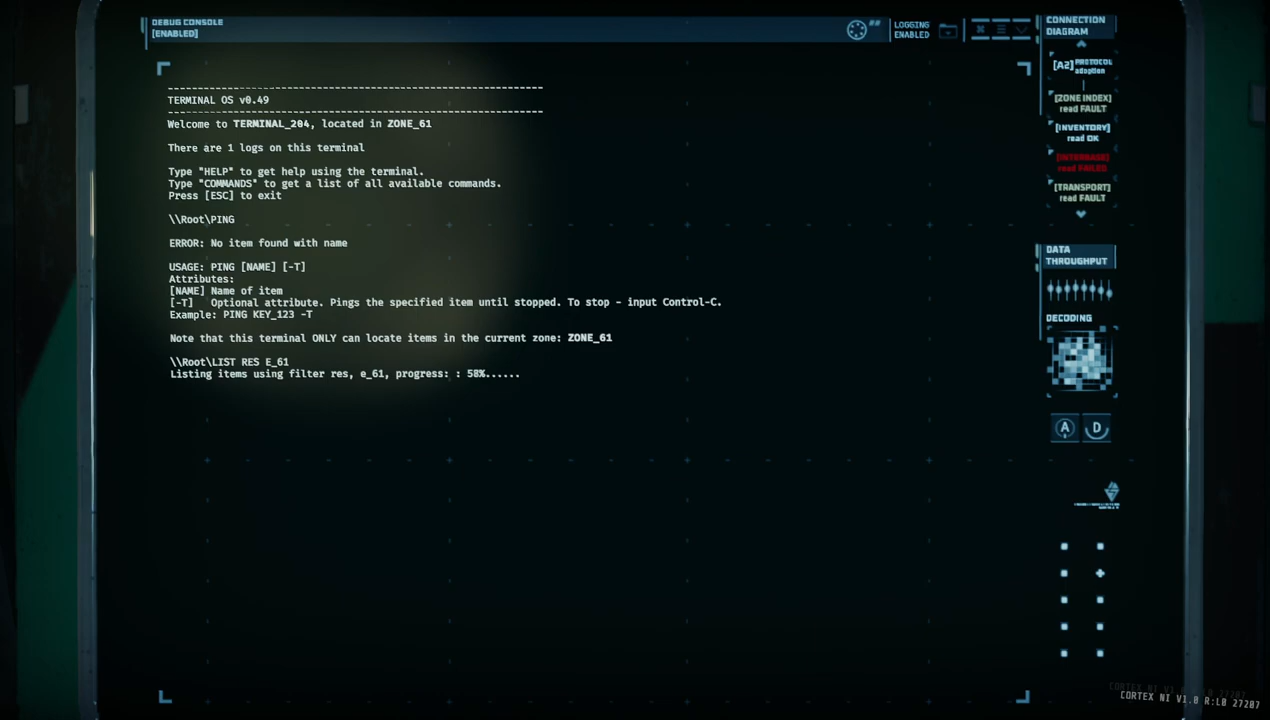 DEBUG CONSOLE
[ENABLED]
LOGGING
ENABLED
------------------------------------------------------------------
TERMINAL OS v0.49
------------------------------------------------------------------
Welcome to TERMINAL_204, located in ZONE_61
There are 1 logs on this terminal
Type "HELP" to get help using the terminal.
Type "COMMANDS" to get a list of all available commands.
Press [ESC] to exit
\\Root\PING
ERROR: No item found with name
USAGE: PING [NAME] [-T]
Attributes:
[NAME] Name of item
[-T]   Optional attribute. Pings the specified item until stopped. To stop - input Control-C.
Example: PING KEY_123 -T
Note that this terminal ONLY can locate items in the current zone: ZONE_61
\\Root\LIST RES E_61
Listing items using filter res, e_61, progress: : 58%......
CONNECTION
DIAGRAM
[A2] PROTOCOL
adaption
[ZONE INDEX]
read FAULT
[INVENTORY]
read OK
read FAILED
[TRANSPORT]
read FAULT
DATA
THROUGHPUT
DECODING
A D
CORTEX NI V1.0 R:L0 27207